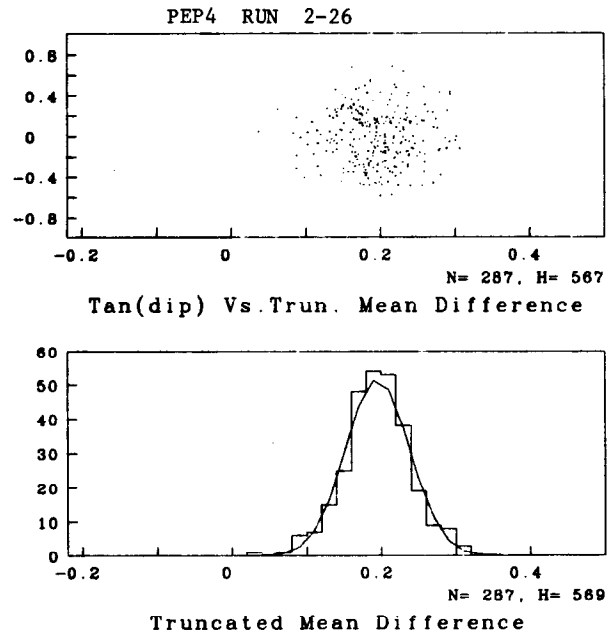 PEP4 RUN 2-26
0.8
0.4
0
-0.4
-0.8
-0.2 0 0.2 0.4
N= 287, H= 567
Tan(dip) Vs.Trun. Mean Difference
60
50
40
30
20
10
0
-0.2 0 0.2 0.4
N= 287, H= 569
Truncated Mean Difference